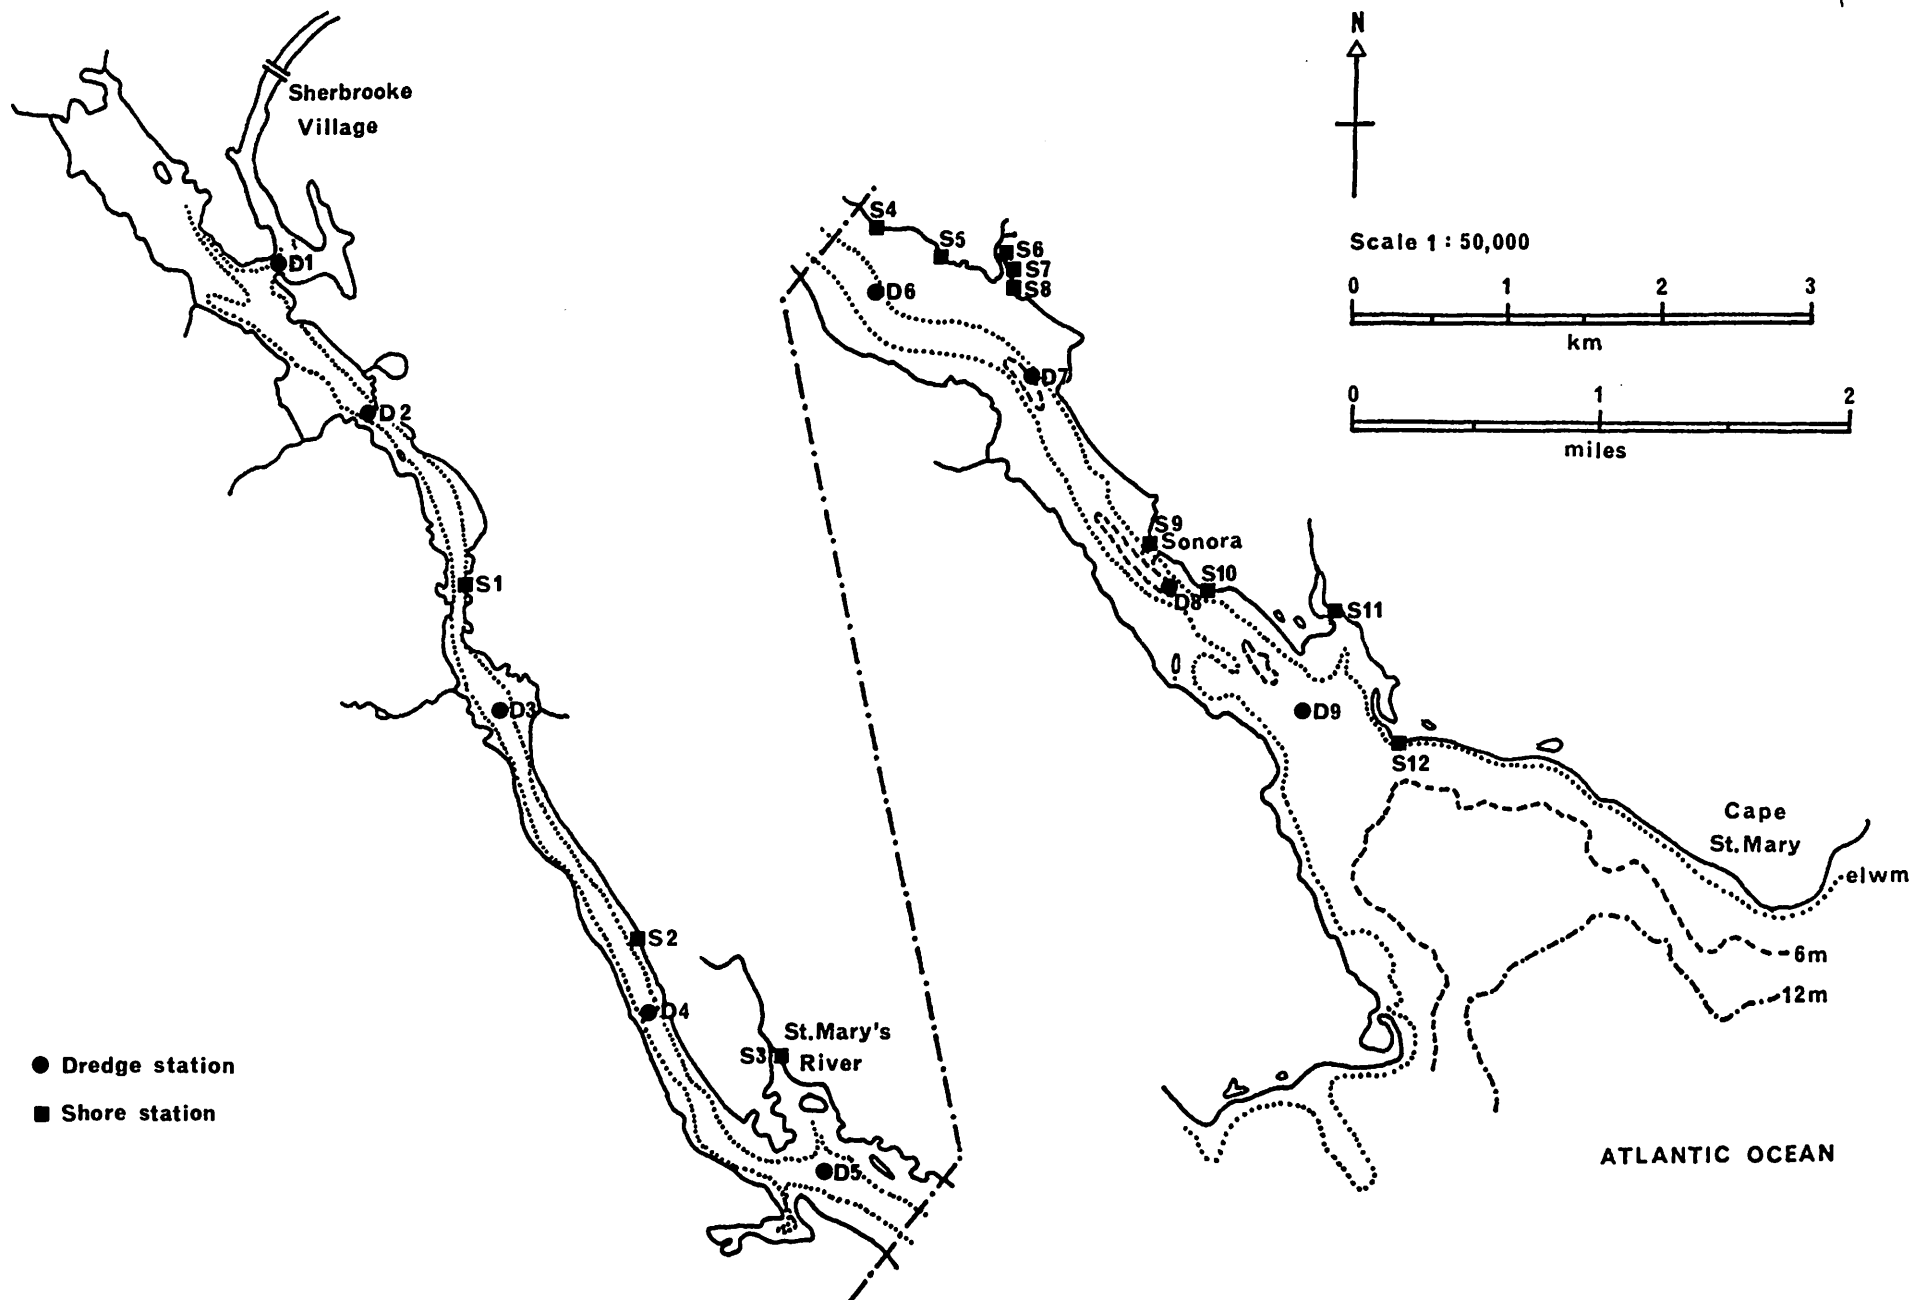 N
Sherbrooke
Village
S4
Scale 1 : 50,000
S5
S6
D1
S7
S8
0 1 2 3
D6
km
D7
0 1 2
D2
miles
S9
Sonora
S10
S1
D8
S11
D3
D9
S12
Cape
St.Mary
elwm
S2
6m
12m
D4
St.Mary's
S3
River
Dredge station
Shore station
ATLANTIC OCEAN
D5